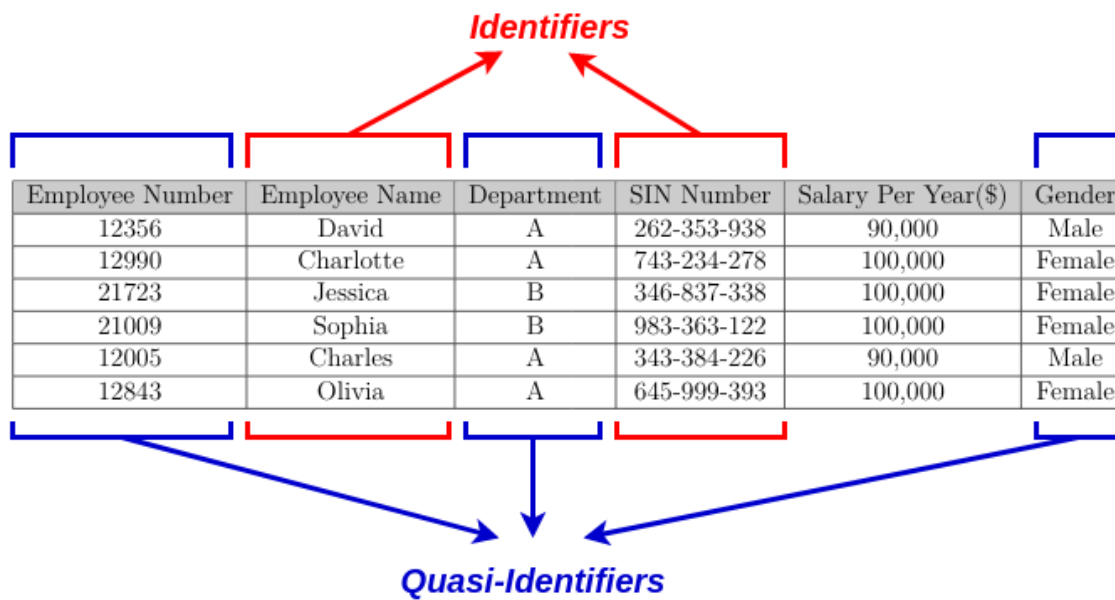 Identifiers
Employee Number Employee Name Department SIN Number Salary Per Year($) Gender
12356 David A 262-353-938 90,000 Male
12990 Charlotte A 743-234-278 100,000 Female
21723 Jessica B 346-837-338 100,000 Female
21009 Sophia B 983-363-122 100,000 Female
12005 Charles A 343-384-226 90,000 Male
12843 Olivia A 645-999-393 100,000 Female
Quasi-Identifiers